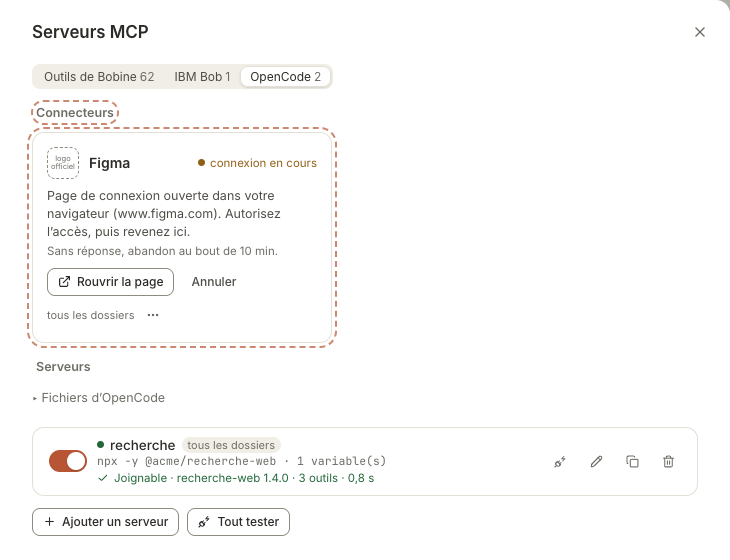 Serveurs MCP
Outils de Bobine 62
IBM Bob 1
OpenCode 2
Connecteurs
logo
officiel
Figma
connexion en cours
Page de connexion ouverte dans votre
navigateur (www.figma.com). Autorisez
l’accès, puis revenez ici.
Sans réponse, abandon au bout de 10 min.
Rouvrir la page
Annuler
tous les dossiers
Serveurs
Fichiers d’OpenCode
recherche
tous les dossiers
npx -y @acme/recherche-web · 1 variable(s)
Joignable · recherche-web 1.4.0 · 3 outils · 0,8 s
Ajouter un serveur
Tout tester